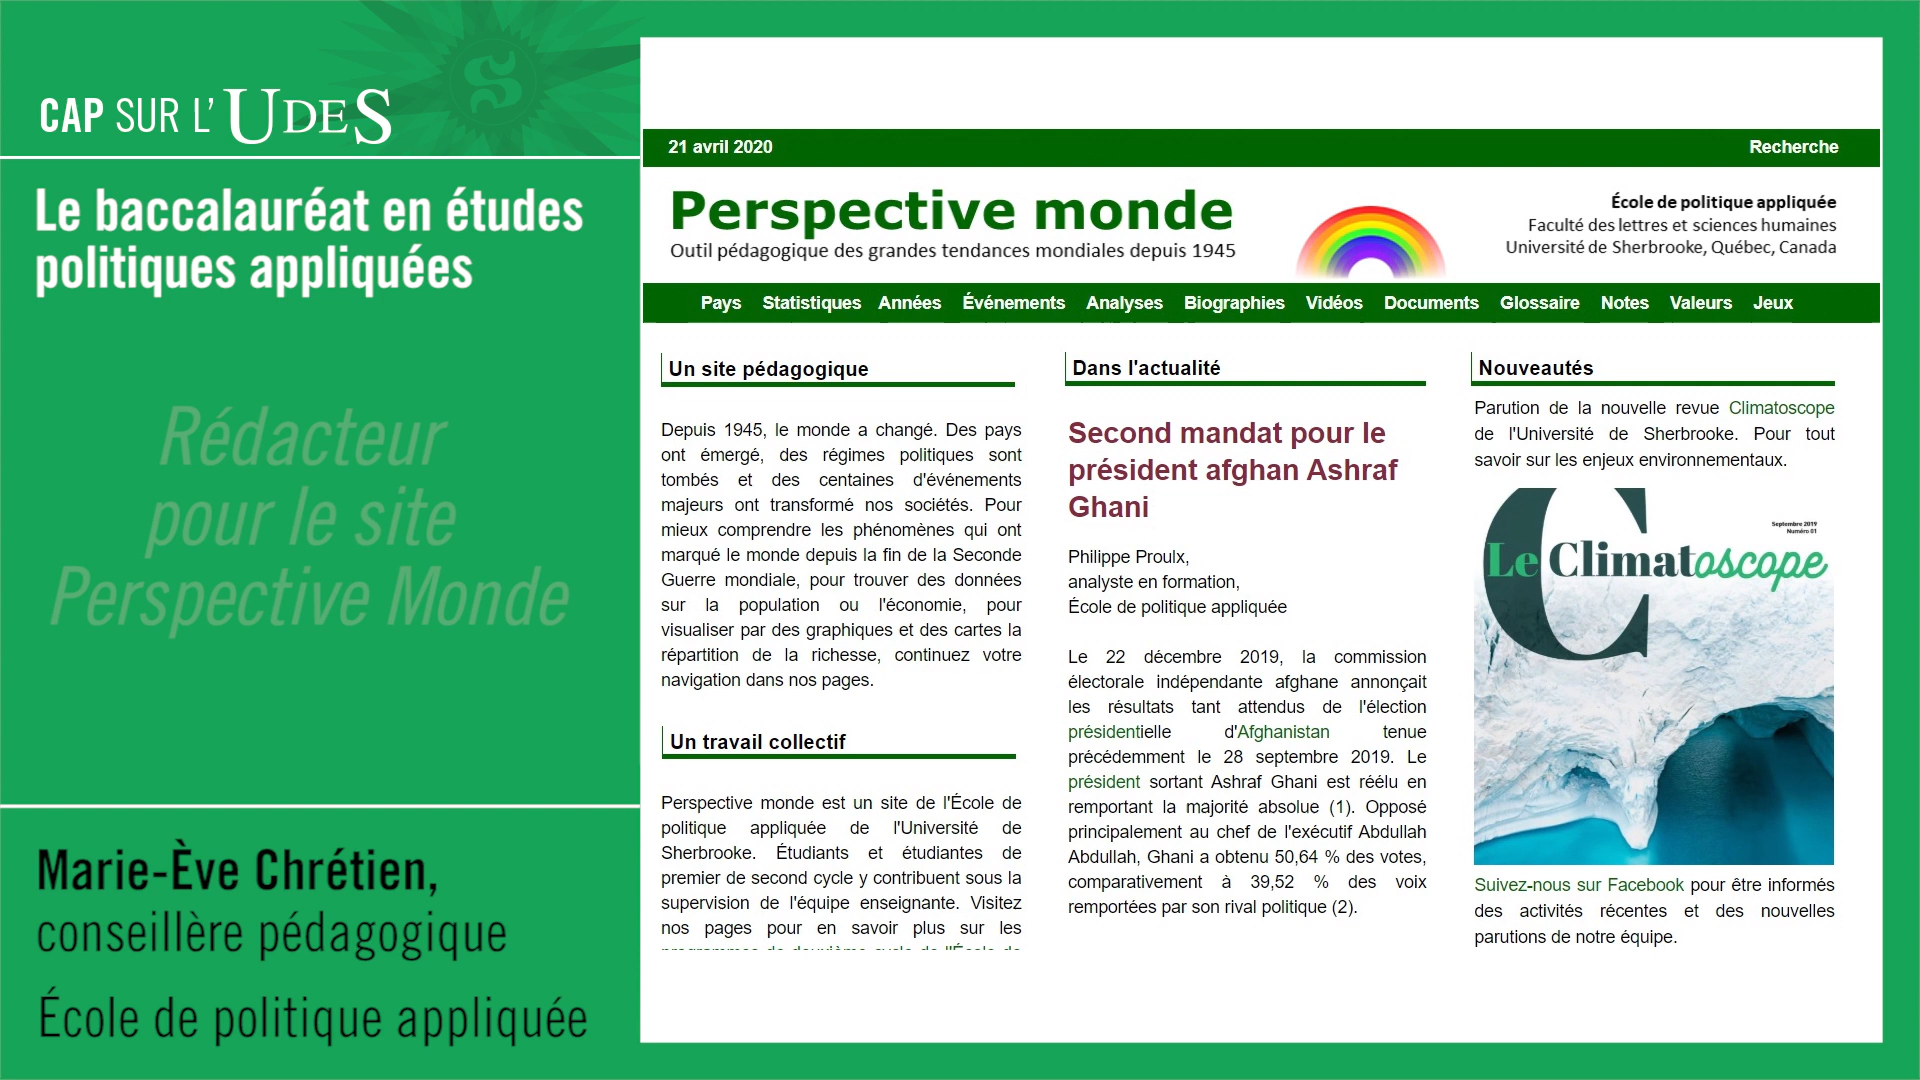 CAP SUR L'UDES
Le baccalauréat en études
politiques appliquées
Rédacteur
pour le site
Perspective Monde
Marie-Ève Chrétien,
conseillère pédagogique
École de politique appliquée
21 avril 2020
Recherche
Perspective monde
Outil pédagogique des grandes tendances mondiales depuis 1945
École de politique appliquée
Faculté des lettres et sciences humaines
Université de Sherbrooke, Québec, Canada
Pays Statistiques Années Événements Analyses Biographies Vidéos Documents Glossaire Notes Valeurs Jeux
Un site pédagogique
Depuis 1945, le monde a changé. Des pays
ont émergé, des régimes politiques sont
tombés et des centaines d'événements
majeurs ont transformé nos sociétés. Pour
mieux comprendre les phénomènes qui ont
marqué le monde depuis la fin de la Seconde
Guerre mondiale, pour trouver des données
sur la population ou l'économie, pour
visualiser par des graphiques et des cartes la
répartition de la richesse, continuez votre
navigation dans nos pages.
Un travail collectif
Perspective monde est un site de l'École de
politique appliquée de l'Université de
Sherbrooke. Étudiants et étudiantes de
premier de second cycle y contribuent sous la
supervision de l'équipe enseignante. Visitez
nos pages pour en savoir plus sur les
Dans l'actualité
Second mandat pour le
président afghan Ashraf
Ghani
Philippe Proulx,
analyste en formation,
École de politique appliquée
Le 22 décembre 2019, la commission
électorale indépendante afghane annonçait
les résultats tant attendus de l'élection
présidentielle d'Afghanistan tenue
précédemment le 28 septembre 2019. Le
président sortant Ashraf Ghani est réélu en
remportant la majorité absolue (1). Opposé
principalement au chef de l'exécutif Abdullah
Abdullah, Ghani a obtenu 50,64 % des votes,
comparativement à 39,52 % des voix
remportées par son rival politique (2).
Nouveautés
Parution de la nouvelle revue Climatoscope
de l'Université de Sherbrooke. Pour tout
savoir sur les enjeux environnementaux.
Septembre 2019
Numéro 01
C
Le Climatoscope
Suivez-nous sur Facebook pour être informés
des activités récentes et des nouvelles
parutions de notre équipe.